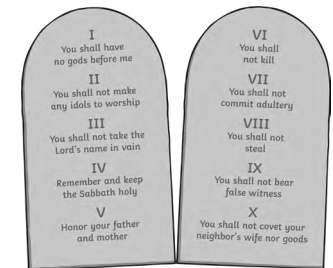 I
You shall have
no gods before me
II
You shall not make
any idols to worship
III
You shall not take the
Lord's name in vain
IV
Remember and keep
the Sabbath holy
V
Honor your father
and mother
VI
You shall
not kill
VII
You shall not
commit adultery
VIII
You shall not
steal
IX
You shall not bear
false witness
X
You shall not covet your
neighbor's wife nor goods